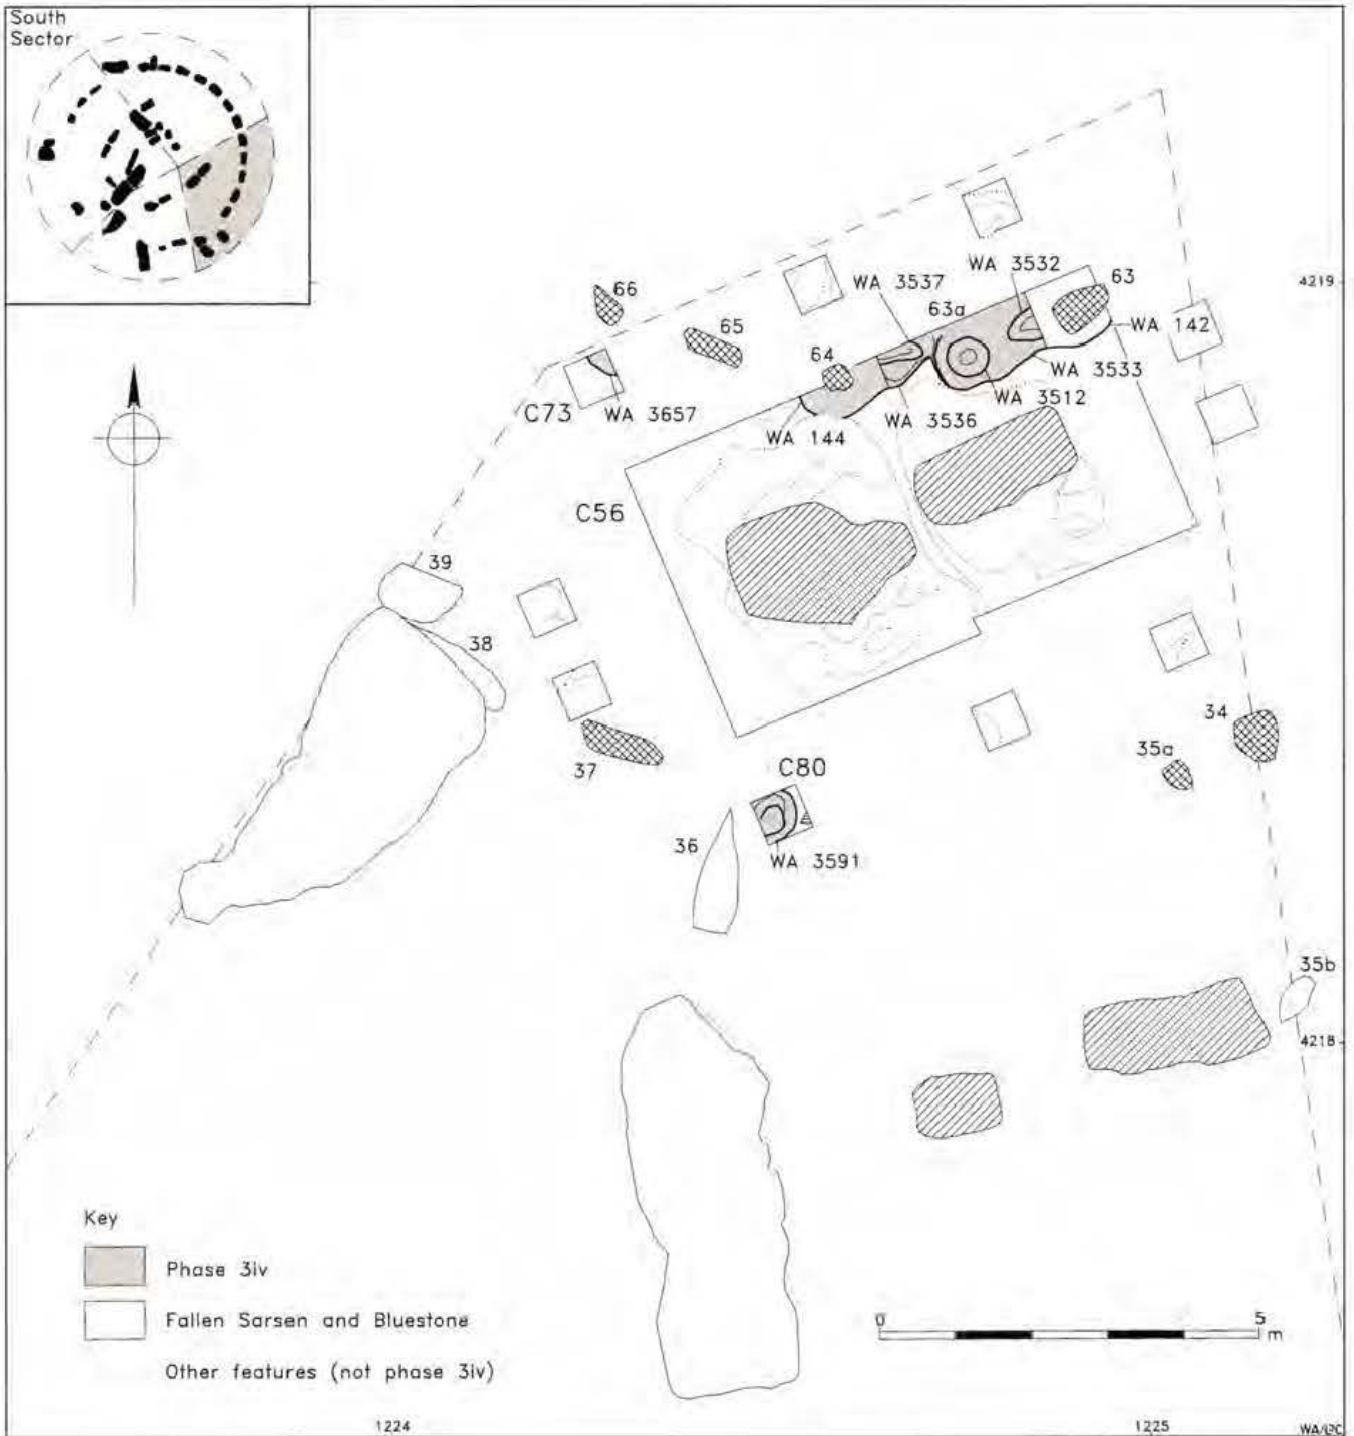 South
Sector
4219
WA 3532
63
WA 3537
66
63a
65
WA 142
64
WA 3533
WA 3512
C73
WA 3657
WA 3536
WA 144
C56
39
38
34
35a
37
C80
36
WA 3591
35b
4218
Key
Phase 3iv
Fallen Sarsen and Bluestone
Other features (not phase 3iv)
0
5
m
1224
1225